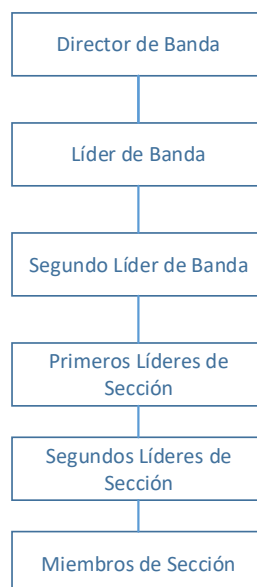 Director de Banda
Líder de Banda
Segundo Líder de Banda
Primeros Líderes de
Sección
Segundos Líderes de
Sección
Miembros de Sección